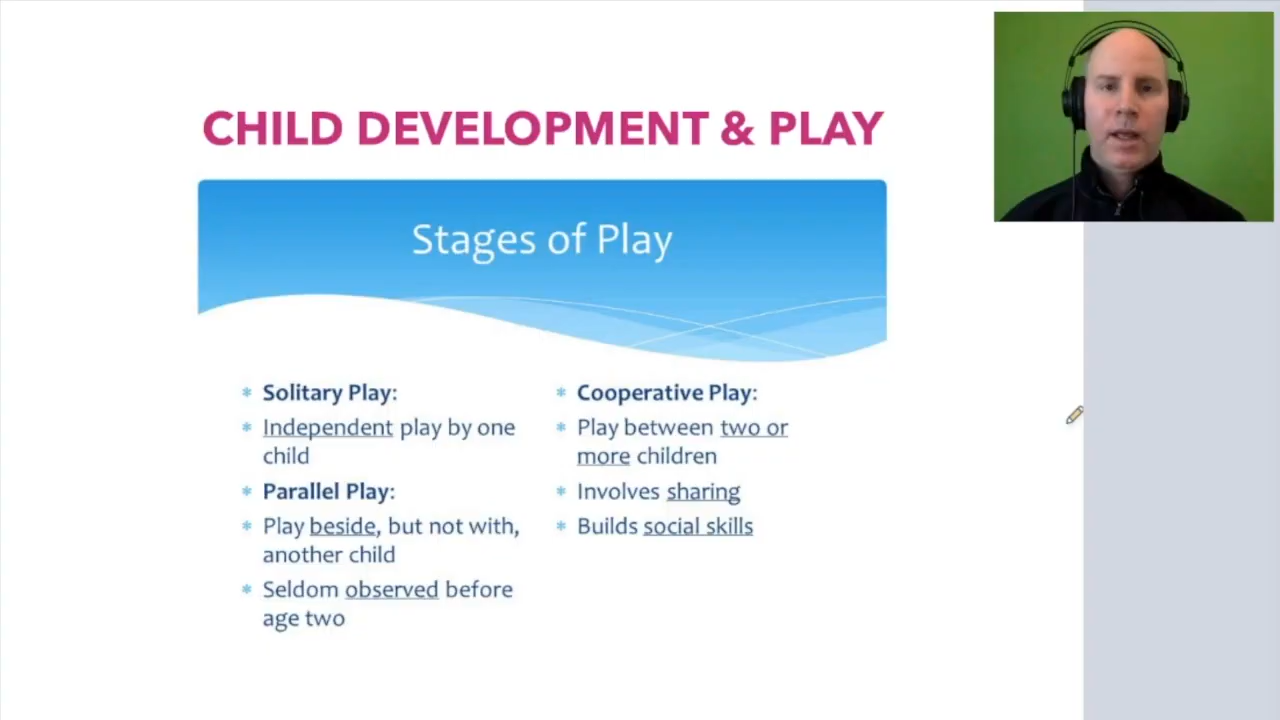 CHILD DEVELOPMENT & PLAY
Stages of Play
* Solitary Play:
* Independent play by one
child
* Parallel Play:
* Play beside, but not with,
another child
* Seldom observed before
age two
* Cooperative Play:
* Play between two or
more children
* Involves sharing
* Builds social skills